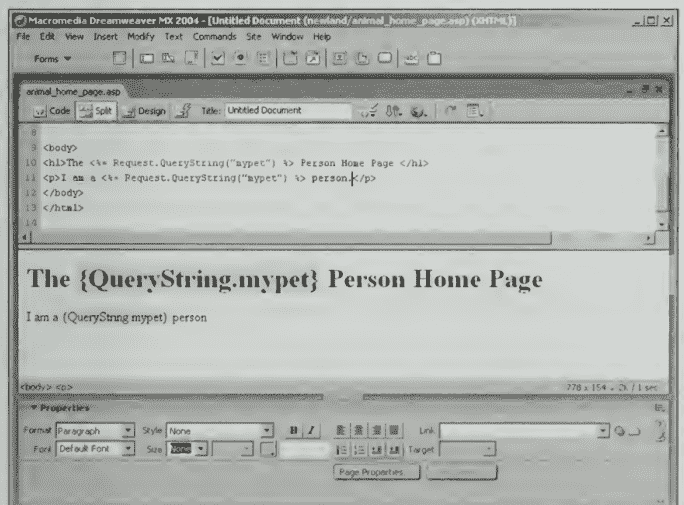 Macromedia Dreamweaver MX 2004 - [Untitled Document (newland/animal_home_page.asp) (XHTML)]
File Edit View Insert Modify Text Commands Site Window Help
Forms
animal_home_page.asp
Code Split Design Title: Untitled Document
8
9 <body>
10 <h1>The <%= Request.QueryString("mypet") %> Person Home Page </h1>
11 <p>I am a <%= Request.QueryString("mypet") %> person.</p>
12 </body>
13 </html>
14
The {QueryString.mypet} Person Home Page
I am a {QueryString.mypet} person
<body> <p> 778 x 154 2K / 1 sec
Properties
Format Paragraph Style None B I Link
Font Default Font Size None Target
Page Properties